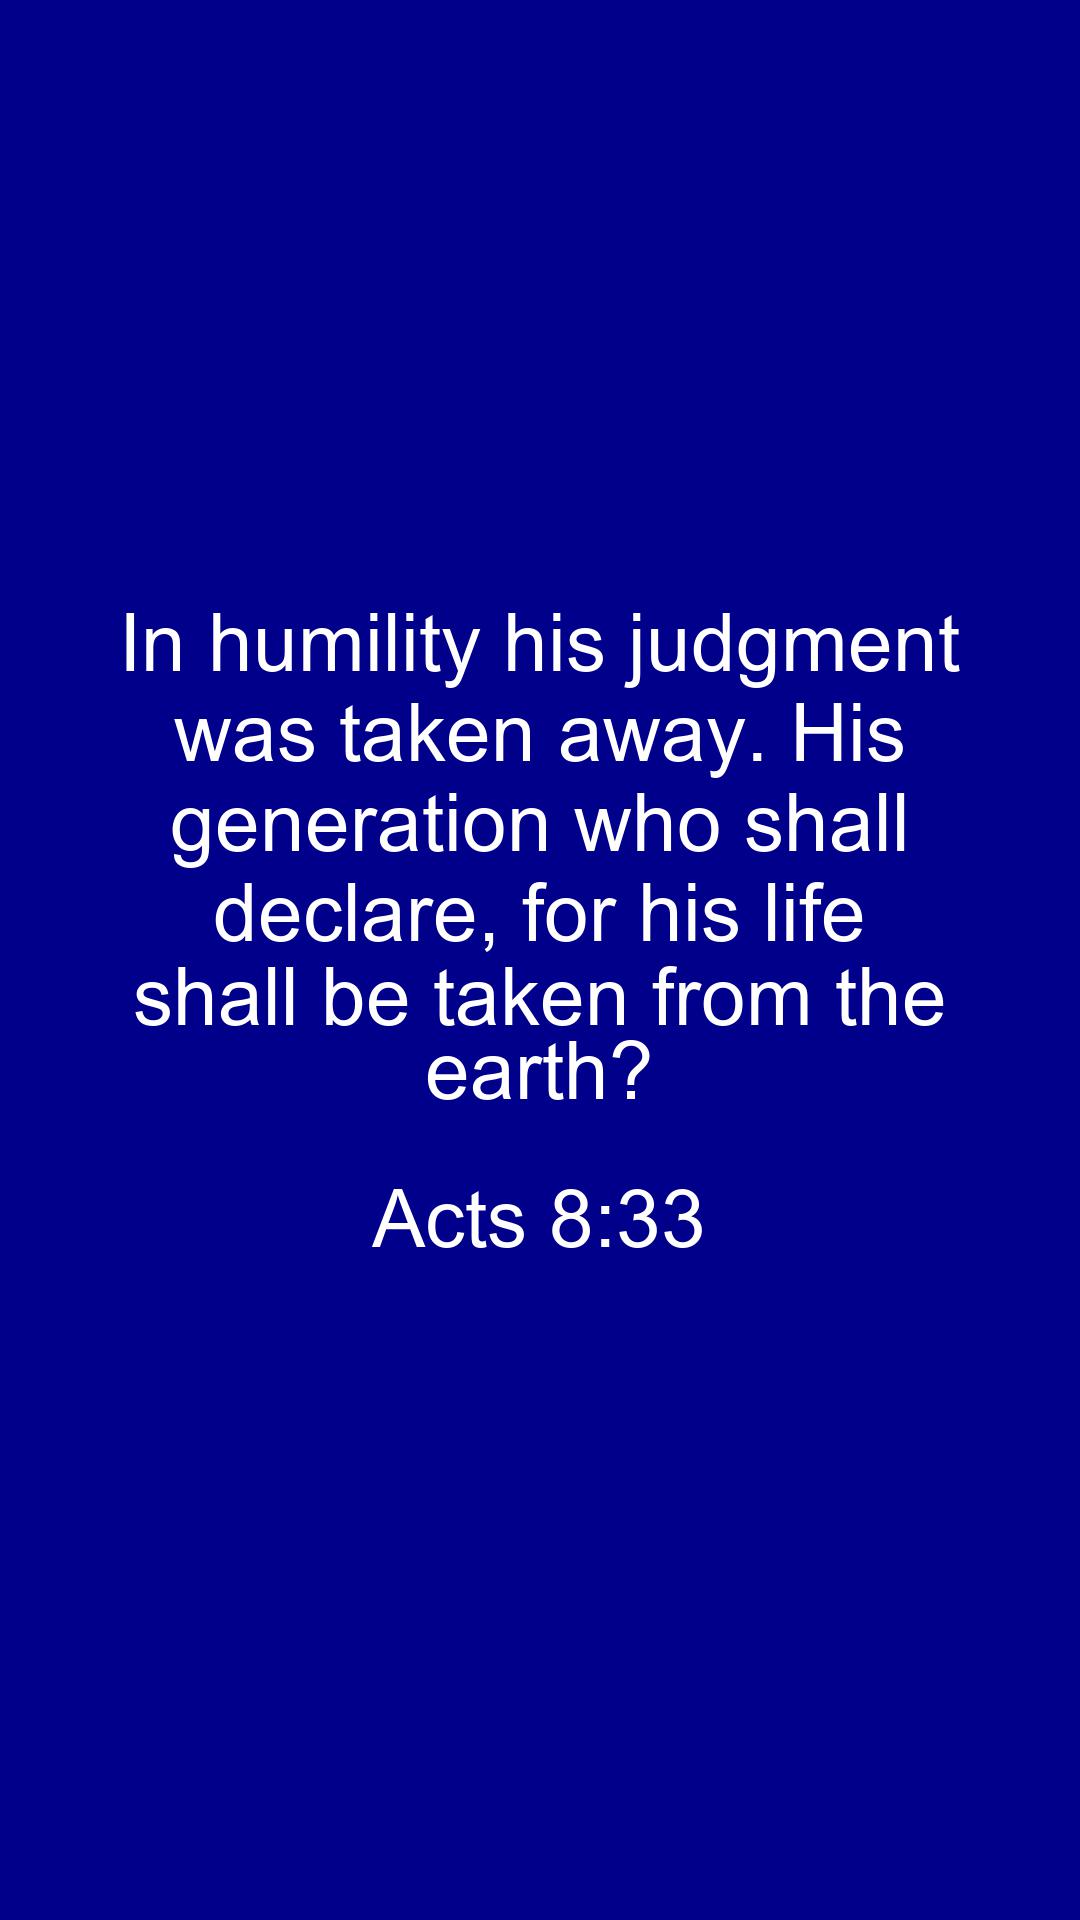 In humility his judgment
was taken away. His
generation who shall
declare, for his life
shall be taken from the
earth?
Acts 8:33